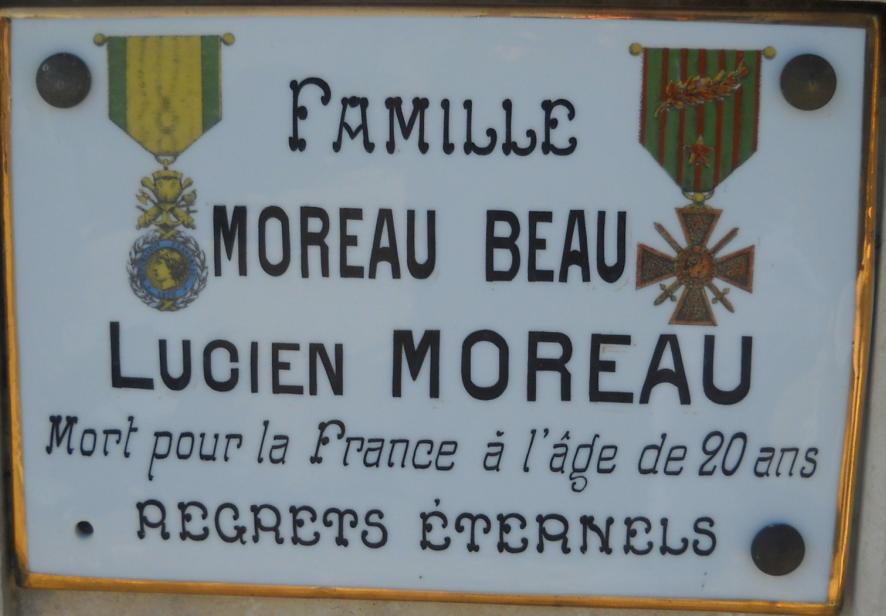 FAMILLE
MOREAU BEAU
LUCIEN MOREAU
Mort pour la France à l'âge de 20 ans
REGRETS ÉTERNELS